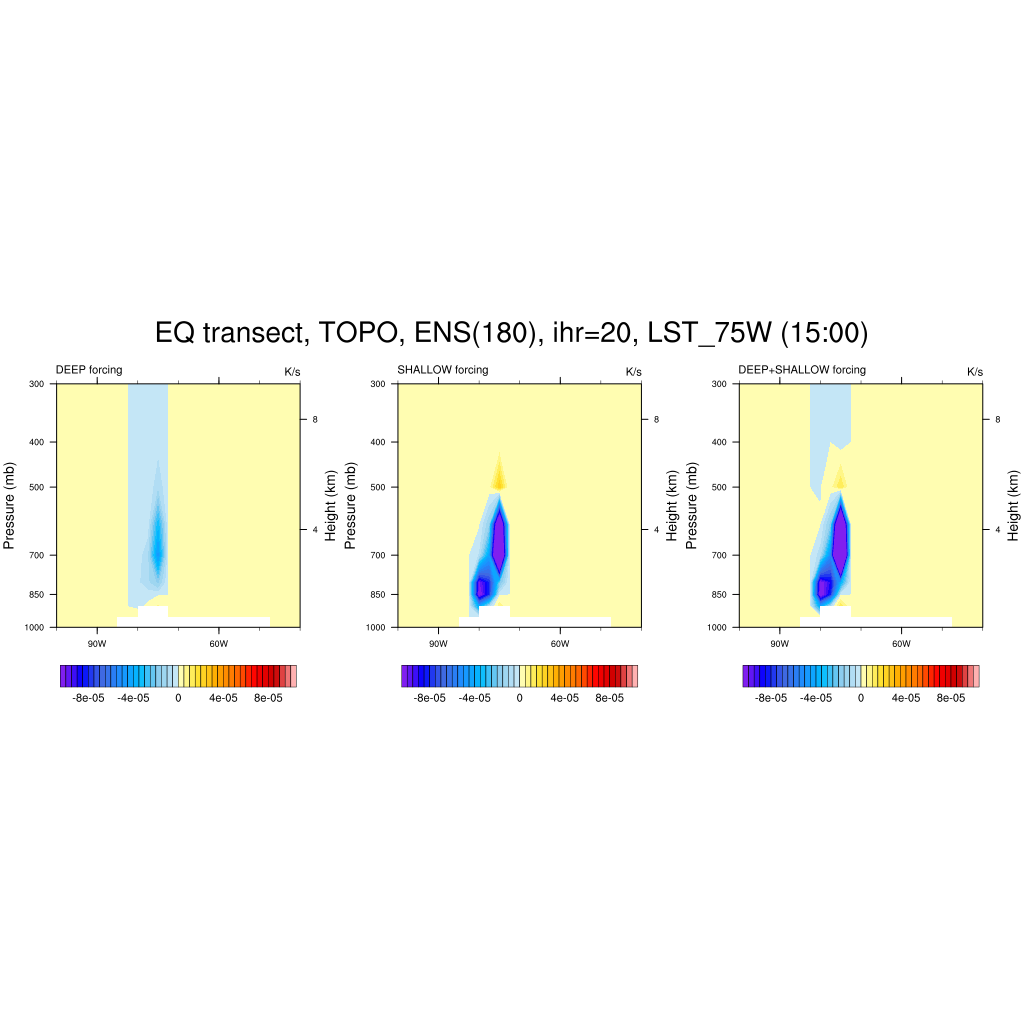 EQ transect, TOPO, ENS(180), ihr=20, LST_75W (15:00)
DEEP forcing K/s
300
400
500
700
850
1000
Pressure (mb)
8
4
Height (km)
90W 60W
-8e-05 -4e-05 0 4e-05 8e-05
SHALLOW forcing K/s
300
400
500
700
850
1000
Pressure (mb)
8
4
Height (km)
90W 60W
-8e-05 -4e-05 0 4e-05 8e-05
DEEP+SHALLOW forcing K/s
300
400
500
700
850
1000
Pressure (mb)
8
4
Height (km)
90W 60W
-8e-05 -4e-05 0 4e-05 8e-05